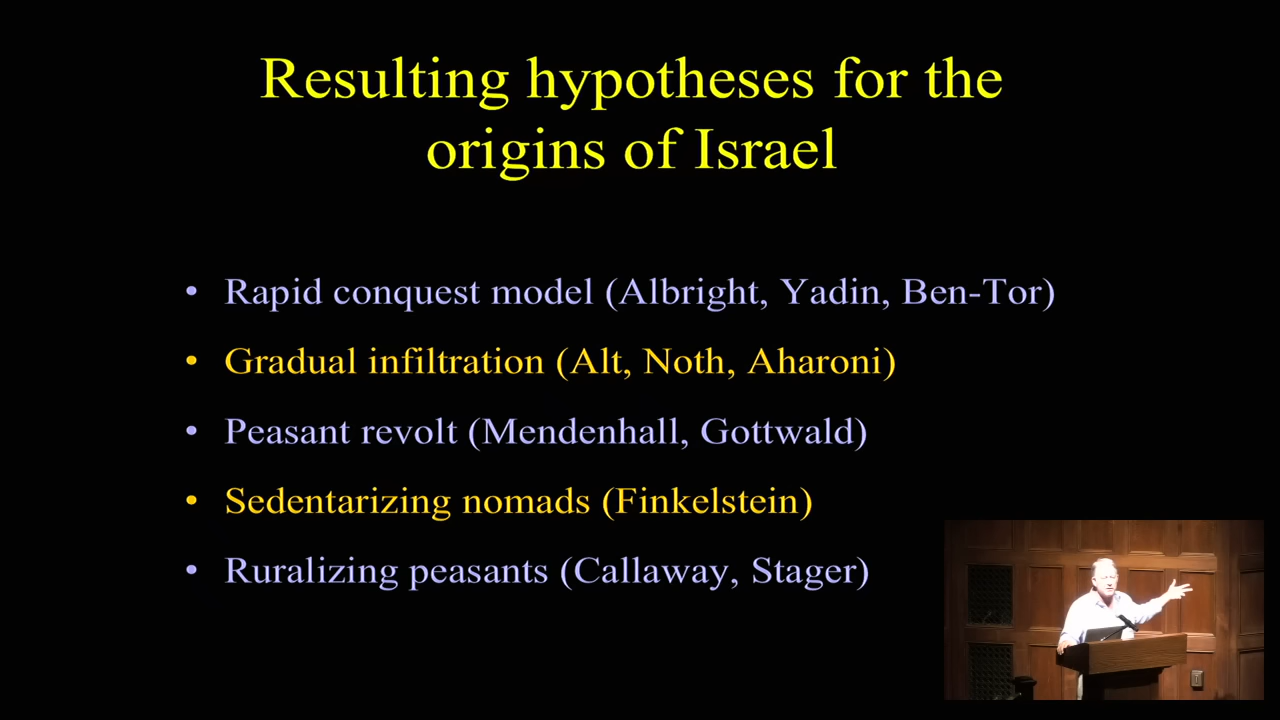 Resulting hypotheses for the
origins of Israel
• Rapid conquest model (Albright, Yadin, Ben-Tor)
• Gradual infiltration (Alt, Noth, Aharoni)
• Peasant revolt (Mendenhall, Gottwald)
• Sedentarizing nomads (Finkelstein)
• Ruralizing peasants (Callaway, Stager)